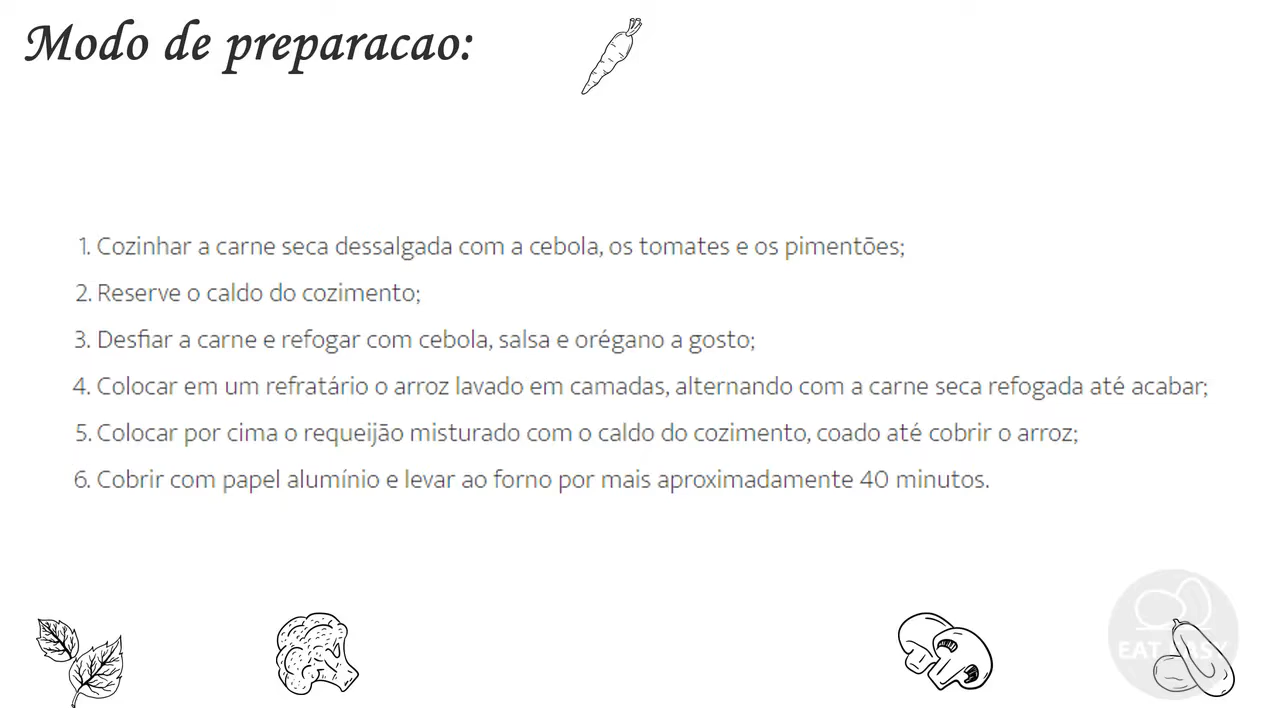 Modo de preparacao:
1. Cozinhar a carne seca dessalgada com a cebola, os tomates e os pimentões;
2. Reserve o caldo do cozimento;
3. Desfiar a carne e refogar com cebola, salsa e orégano a gosto;
4. Colocar em um refratário o arroz lavado em camadas, alternando com a carne seca refogada até acabar;
5. Colocar por cima o requeijão misturado com o caldo do cozimento, coado até cobrir o arroz;
6. Cobrir com papel alumínio e levar ao forno por mais aproximadamente 40 minutos.
EAT EASY